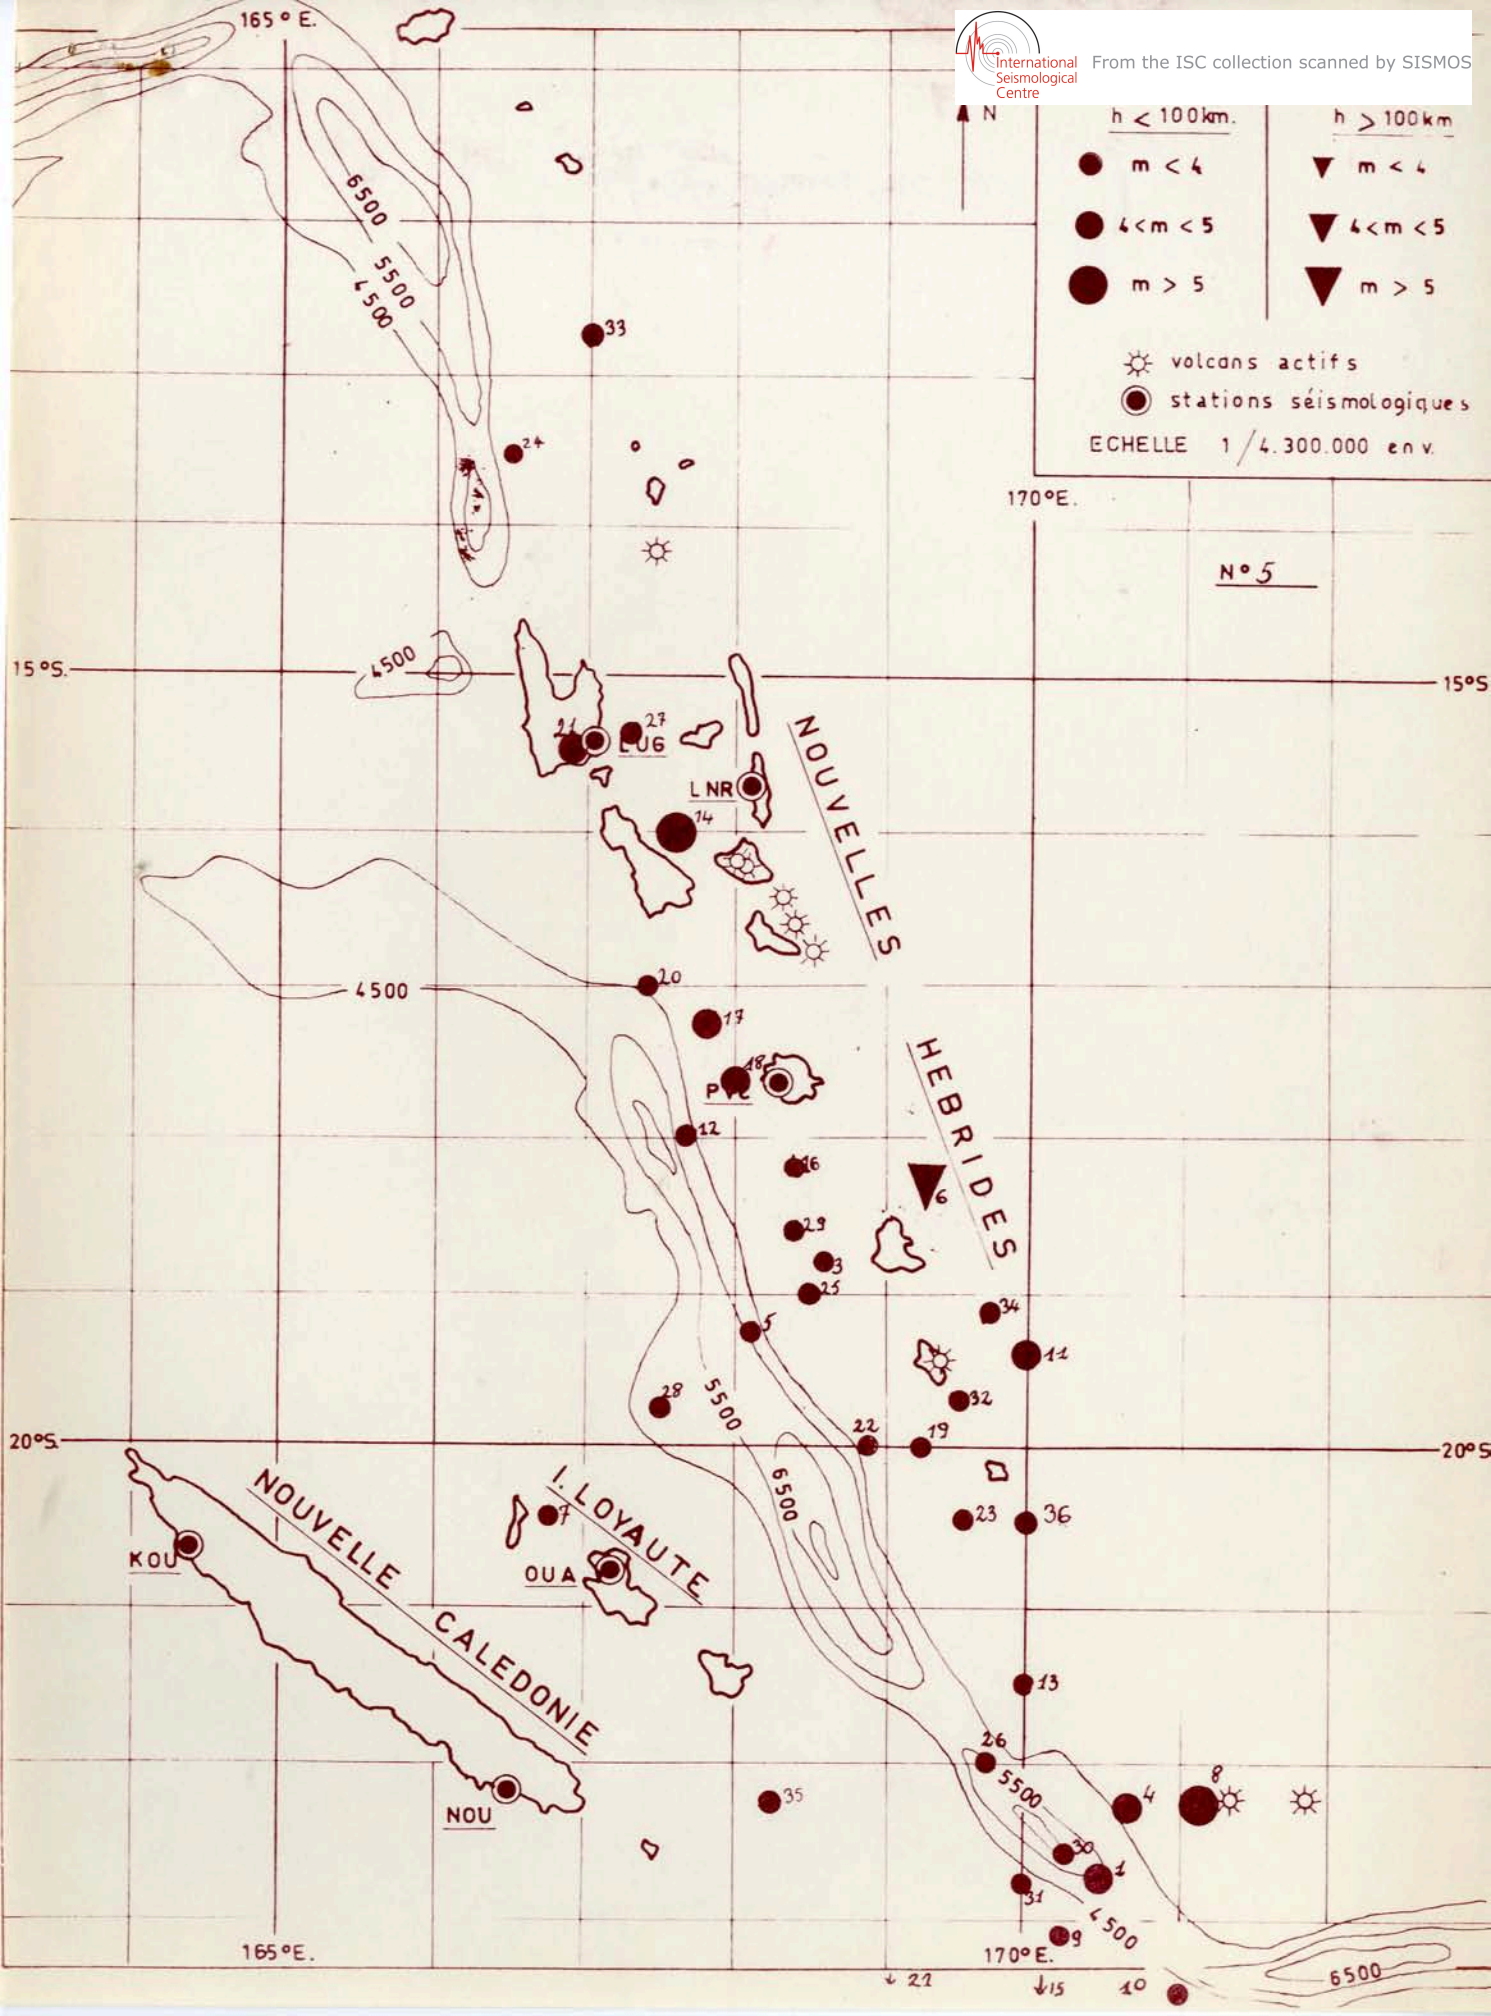 165° E.
International
Seismological
Centre
From the ISC collection scanned by SISMOS
N
h < 100km.
h > 100km
m < 4
m < 4
4<m < 5
4<m < 5
m > 5
m > 5
volcans actifs
stations séismologiques
ECHELLE 1/4.300.000 env.
6500
5500
4500
33
24
170°E.
N° 5
15°S.
4500
15°S
21
27
LUG
LNR
14
NOUVELLES
20
4500
17
18
PVC
12
HEBRIDES
16
6
29
3
25
34
5
11
28
5500
32
20°S.
22
19
20°S
NOUVELLE CALEDONIE
I. LOYAUTE
6500
7
23
36
KOU
OUA
13
26
5500
8
4
35
NOU
30
1
31
4500
9
165°E.
170°E.
6500
↓ 21
↓15
10